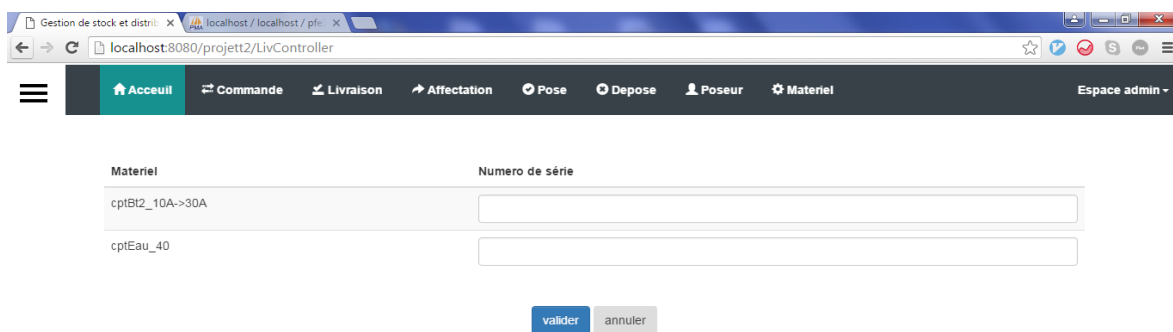 Gestion de stock et distrib
localhost / localhost / pfe
localhost:8080/projett2/LivController
Acceuil Commande Livraison Affectation Pose Depose Poseur Materiel Espace admin
Materiel Numero de série
cptBt2_10A->30A
cptEau_40
valider annuler